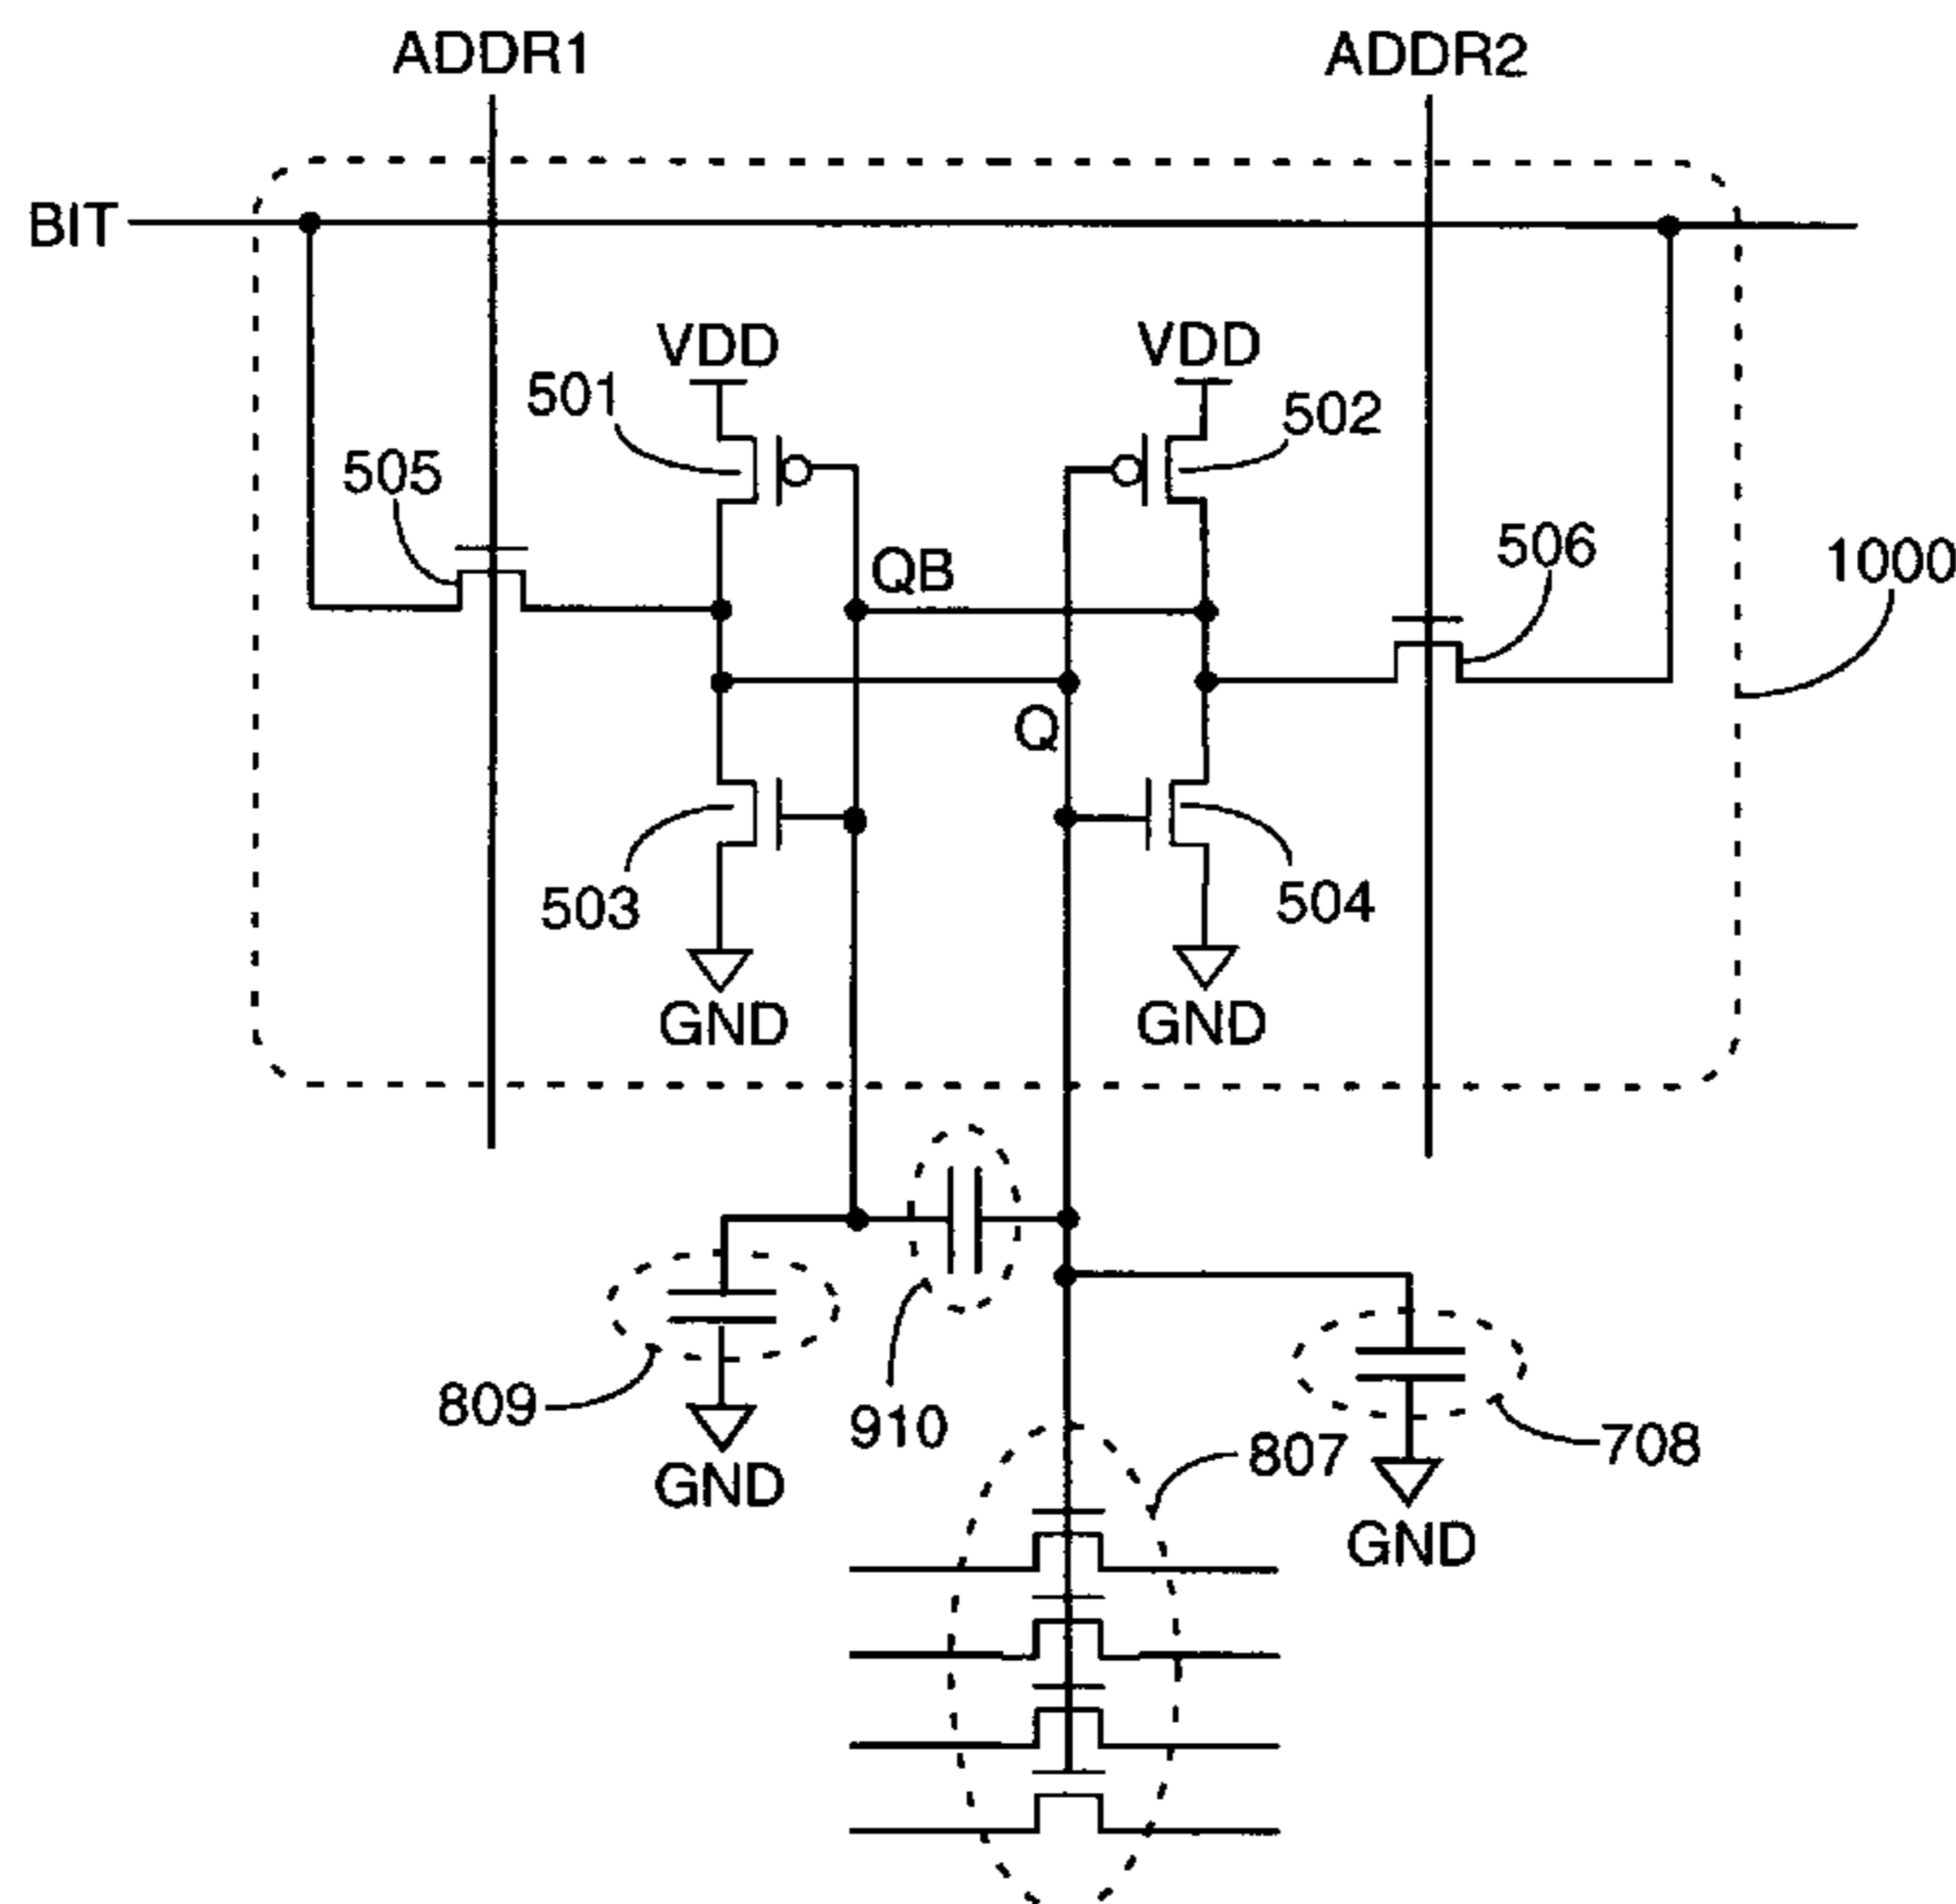 ADDR1
ADDR2
BIT
VDD
VDD
501
502
505
506
QB
1000
Q
503
504
GND
GND
809
910
807
708
GND
GND